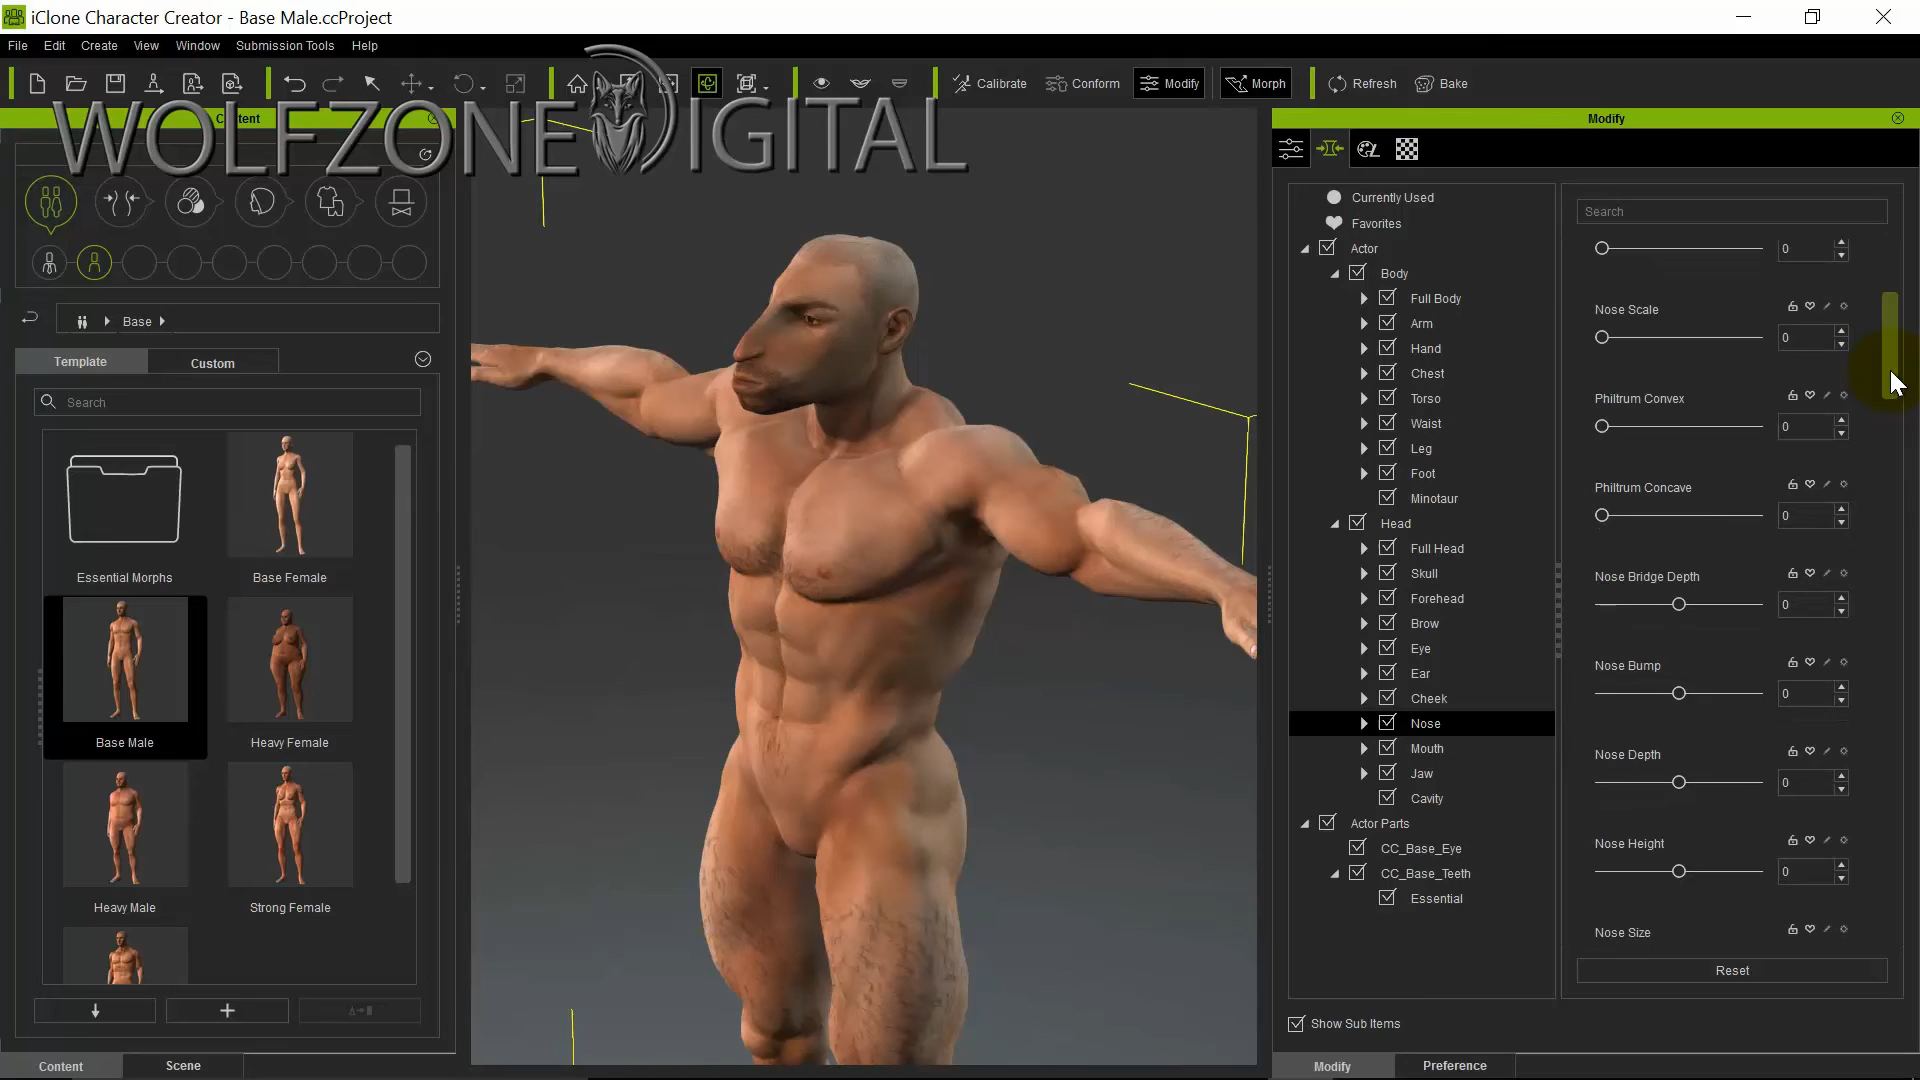 iClone Character Creator - Base Male.ccProject
File Edit Create View Window Submission Tools Help
Calibrate Conform Modify Morph Refresh Bake
WOLFZONE DIGITAL
Content
Modify
Base
Template Custom
Search
Essential Morphs
Base Female
Base Male
Heavy Female
Heavy Male
Strong Female
Content Scene
Currently Used
Favorites
Actor
Body
Full Body
Arm
Hand
Chest
Torso
Waist
Leg
Foot
Minotaur
Head
Full Head
Skull
Forehead
Brow
Eye
Ear
Cheek
Nose
Mouth
Jaw
Cavity
Actor Parts
CC_Base_Eye
CC_Base_Teeth
Essential
Show Sub Items
Search
0
Nose Scale
0
Philtrum Convex
0
Philtrum Concave
0
Nose Bridge Depth
0
Nose Bump
0
Nose Depth
0
Nose Height
0
Nose Size
Reset
Modify Preference